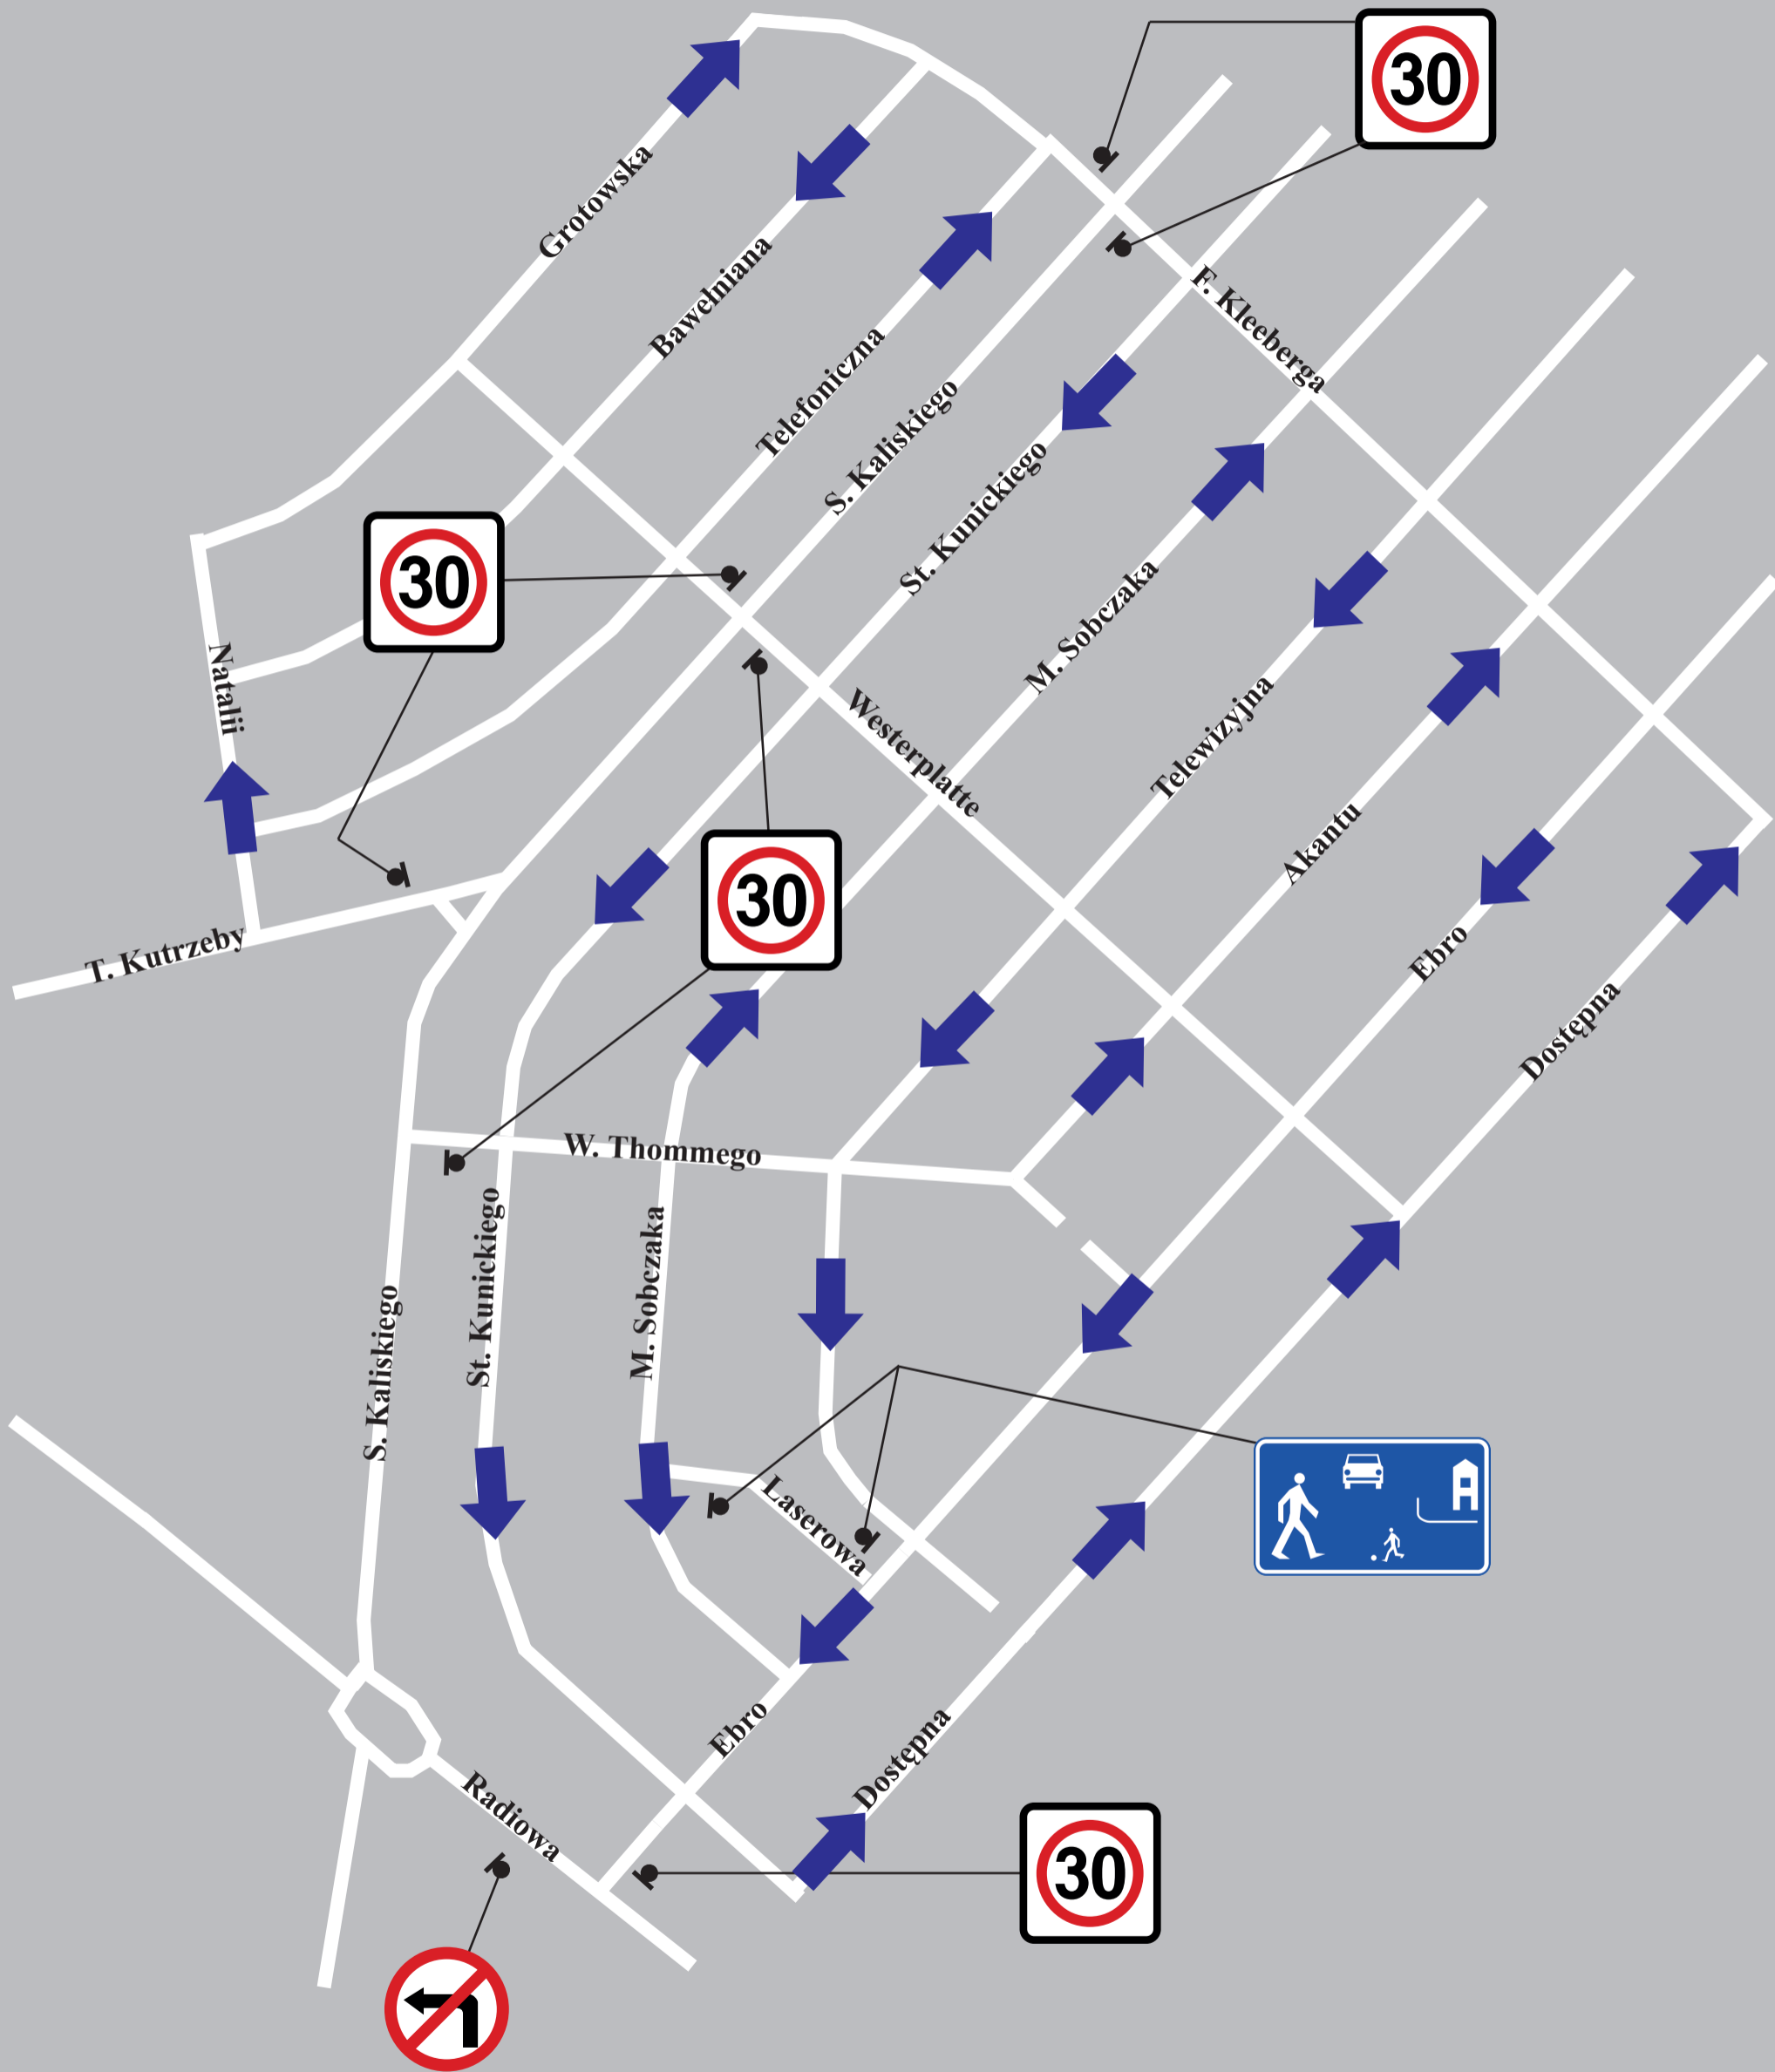 30
Grotowska
Bawełniana
F. Kleeberga
Telefoniczna
S. Kaliskiego
St. Kunickiego
30
M. Sobczaka
Natalii
Westerplatte
Telewizyjna
Akantu
30
T. Kutrzeby
Ebro
Dostępna
W. Thommego
St. Kunickiego
M. Sobczaka
S. Kaliskiego
Laserowa
Ebro
Dostępna
Radiowa
30